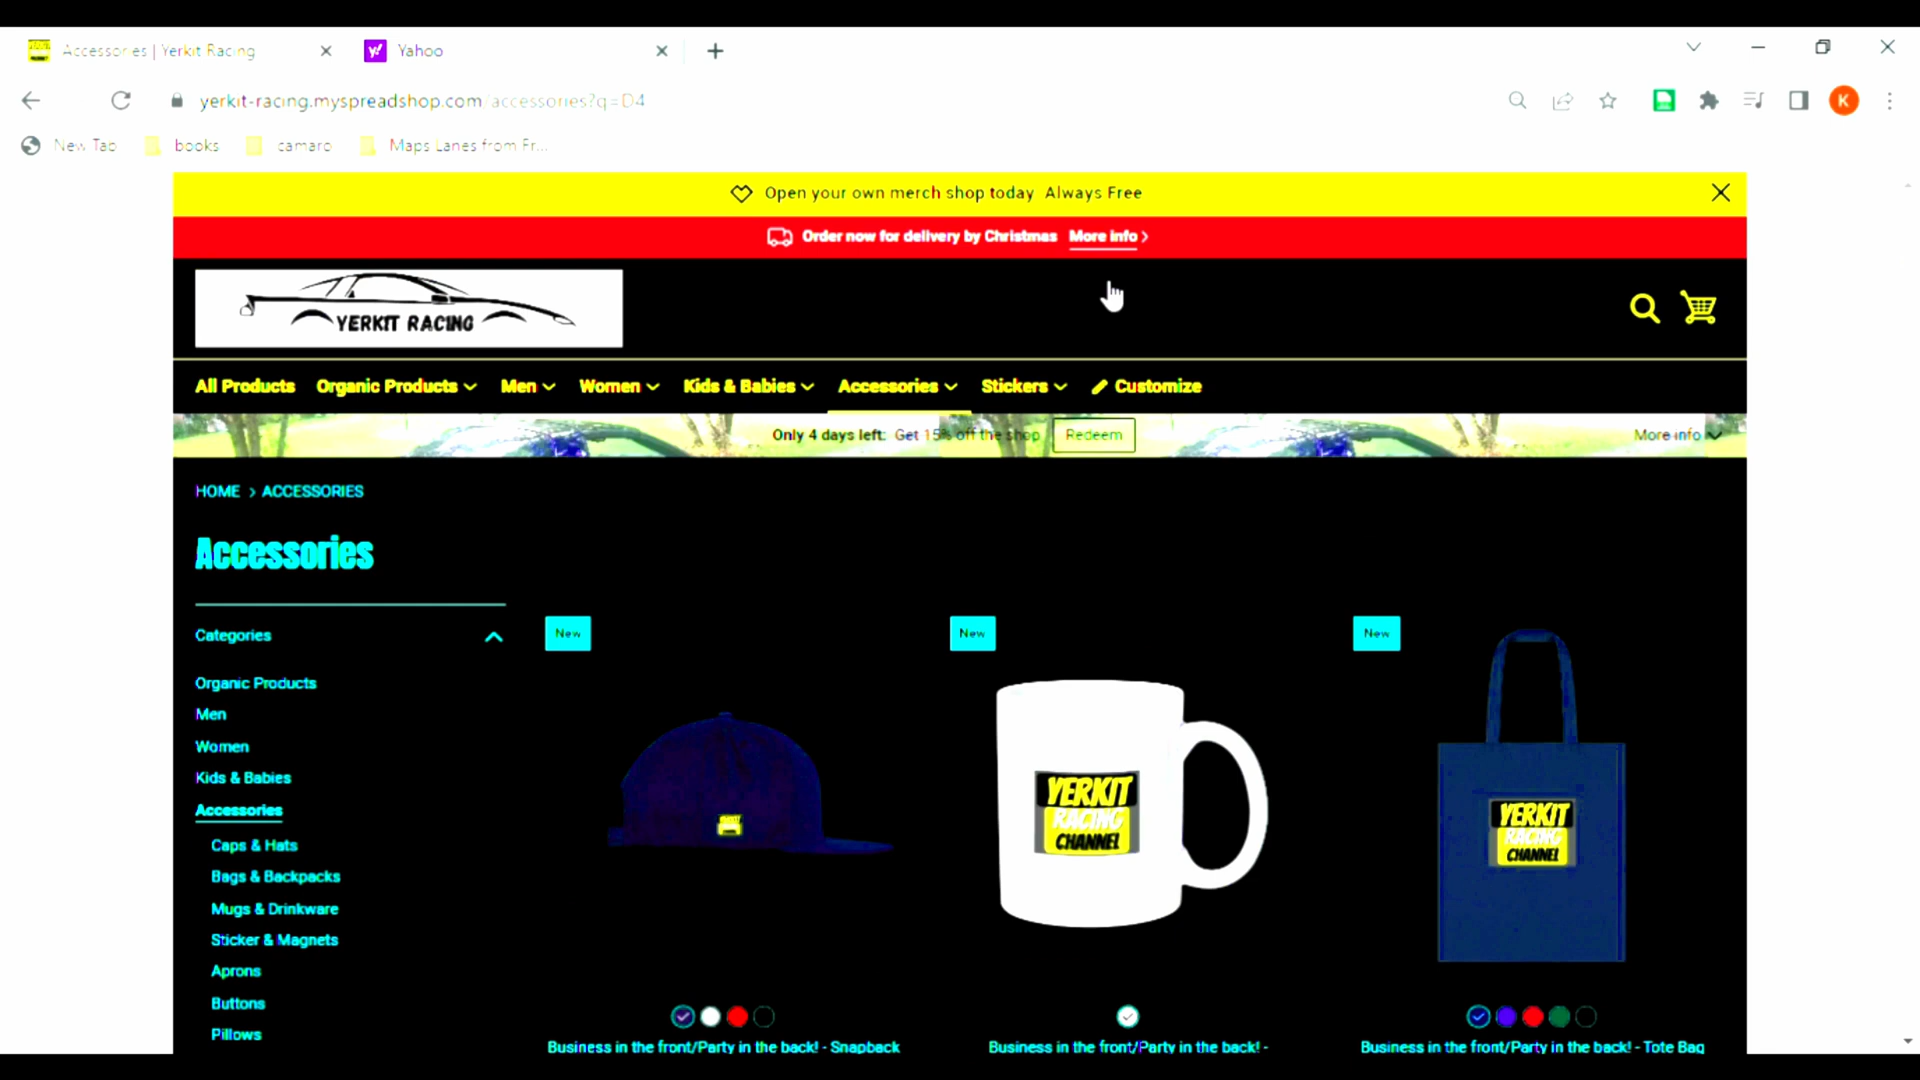 Accessories | Yerkit Racing
Yahoo
yerkit-racing.myspreadshop.com/accessories?q=D4
K
New Tab books camaro Maps Lanes from Fr...
Open your own merch shop today Always Free
Order now for delivery by Christmas More info
YERKIT RACING
All Products Organic Products Men Women Kids & Babies Accessories Stickers Customize
Only 4 days left: Get 15% off the shop Redeem More info
HOME > ACCESSORIES
Accessories
Categories
New New New
Organic Products
Men
Women
Kids & Babies
Accessories
Caps & Hats
Bags & Backpacks
Mugs & Drinkware
Sticker & Magnets
Aprons
Buttons
Pillows
YERKIT
RACING
CHANNEL
YERKIT
RACING
CHANNEL
Business in the front/Party in the back! - Snapback
Business in the front/Party in the back! -
Business in the front/Party in the back! - Tote Bag